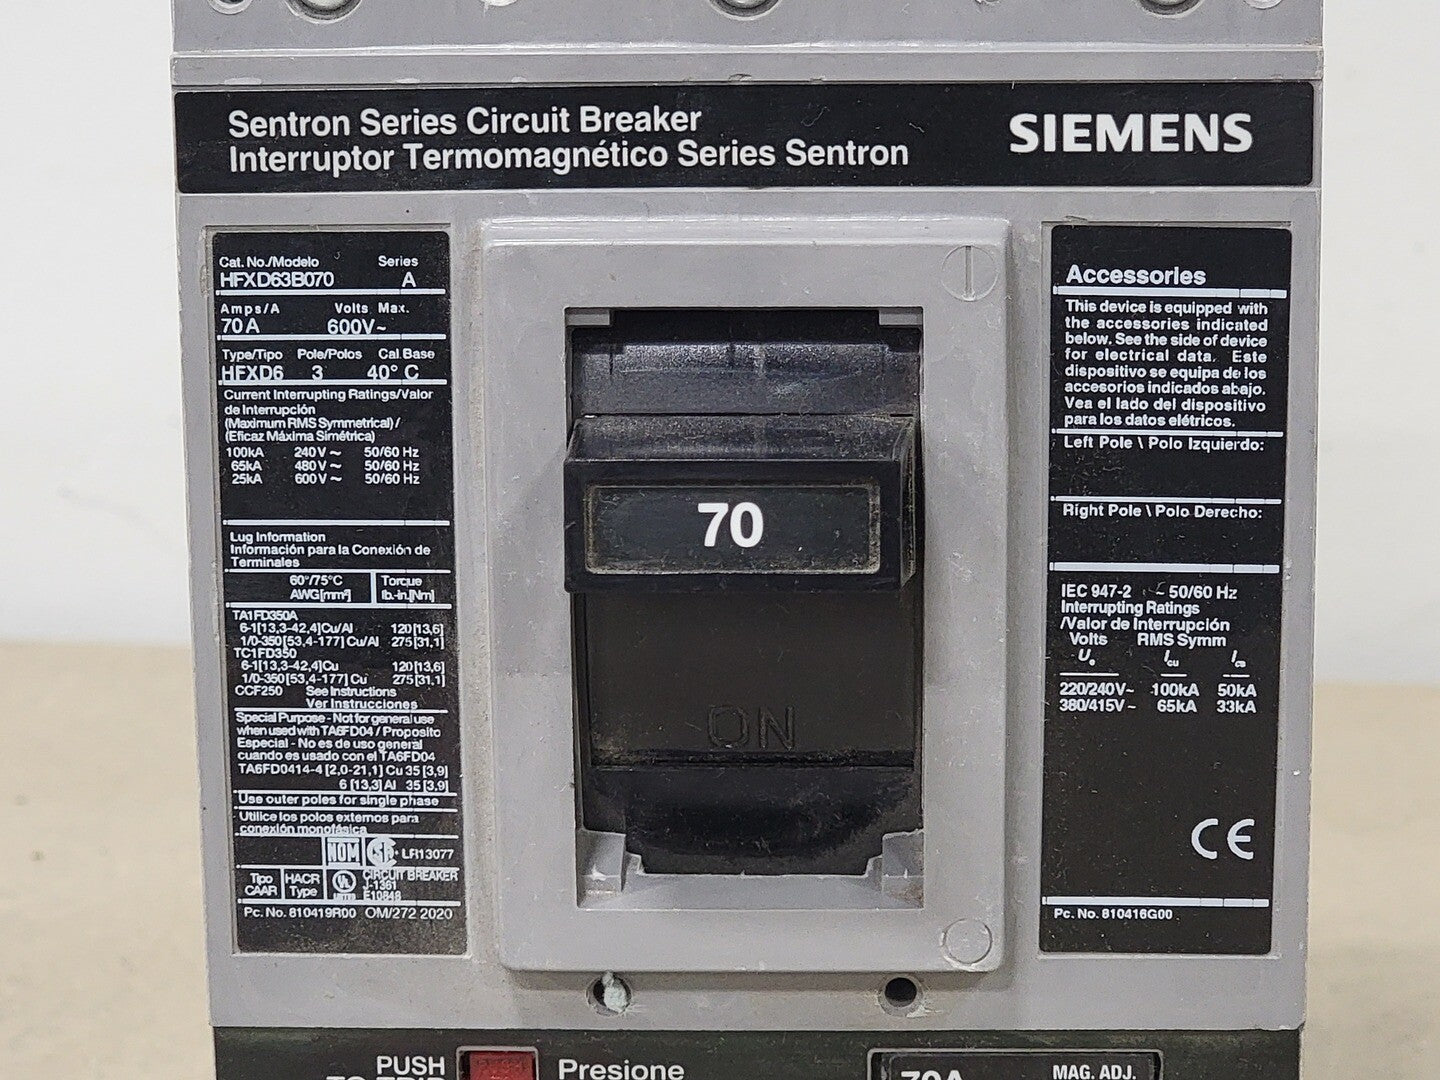 Sentron Series Circuit Breaker
Interruptor Termomagnético Series Sentron
SIEMENS
Cat. No./Modelo Series
HFXD63B070 A
Amps/A Volts Max.
70 A 600V~
Type/Tipo Pole/Polos Cal. Base
HFXD6 3 40° C
Current Interrupting Ratings/Valor
de Interrupción
(Maximum RMS Symmetrical) /
(Eficaz Máxima Simétrica)
100kA 240V ~ 50/60 Hz
65kA 480V ~ 50/60 Hz
25kA 600V ~ 50/60 Hz
Lug Information
Información para la Conexión de
Terminales
60°/75°C Torque
AWG[mm²] lb.-in.[Nm]
TA1FD350A
6-1[13,3-42,4]Cu/Al 120[13,6]
1/0-350[53,4-177]Cu/Al 275[31,1]
TC1FD350
6-1[13,3-42,4]Cu 120[13,6]
1/0-350[53,4-177]Cu 275[31,1]
CCF250 See Instructions
Ver Instrucciones
Special Purpose - Not for general use
when used with TA6FD04 / Proposito
Especial - No es de uso general
cuando es usado con el TA6FD04
TA6FD0414-4 [2,0-21,1] Cu 35 [3,9]
6 [13,3] Al 35 [3,9]
Use outer poles for single phase
Utilice los polos externos para
conexión monofásica
NOM SA LR13077
Tipo HACR UL CIRCUIT BREAKER
CAAR Type J-1361
E10848
Pc. No. 810419R00 OM/272 2020
70
ON
Accessories
This device is equipped with
the accessories indicated
below. See the side of device
for electrical data. Este
dispositivo se equipa de los
accesorios indicados abajo.
Vea el lado del dispositivo
para los datos elétricos.
Left Pole \ Polo Izquierdo:
Right Pole \ Polo Derecho:
IEC 947-2 ~ 50/60 Hz
Interrupting Ratings
/Valor de Interrupción
Volts RMS Symm
Ue Icu Ics
220/240V~ 100kA 50kA
380/415V~ 65kA 33kA
CE
Pc. No. 810416G00
PUSH
TO TRIP
Presione
70A
MAG. ADJ.